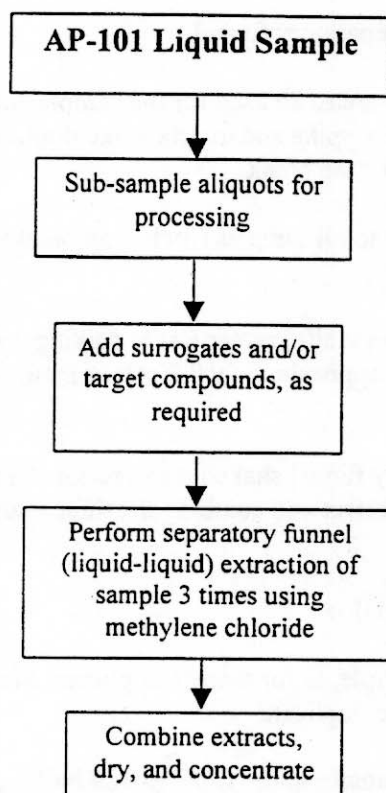 AP-101 Liquid Sample
Sub-sample aliquots for
processing
Add surrogates and/or
target compounds, as
required
Perform separatory funnel
(liquid-liquid) extraction of
sample 3 times using
methylene chloride
Combine extracts,
dry, and concentrate